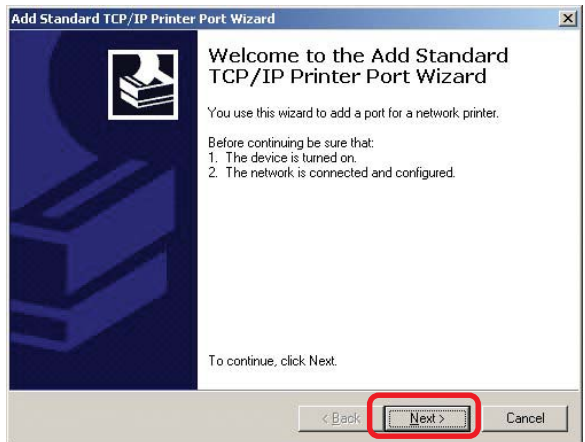 Add Standard TCP/IP Printer Port Wizard
Welcome to the Add Standard
TCP/IP Printer Port Wizard
You use this wizard to add a port for a network printer.
Before continuing be sure that:
1. The device is turned on.
2. The network is connected and configured.
To continue, click Next.
< Back
Next >
Cancel